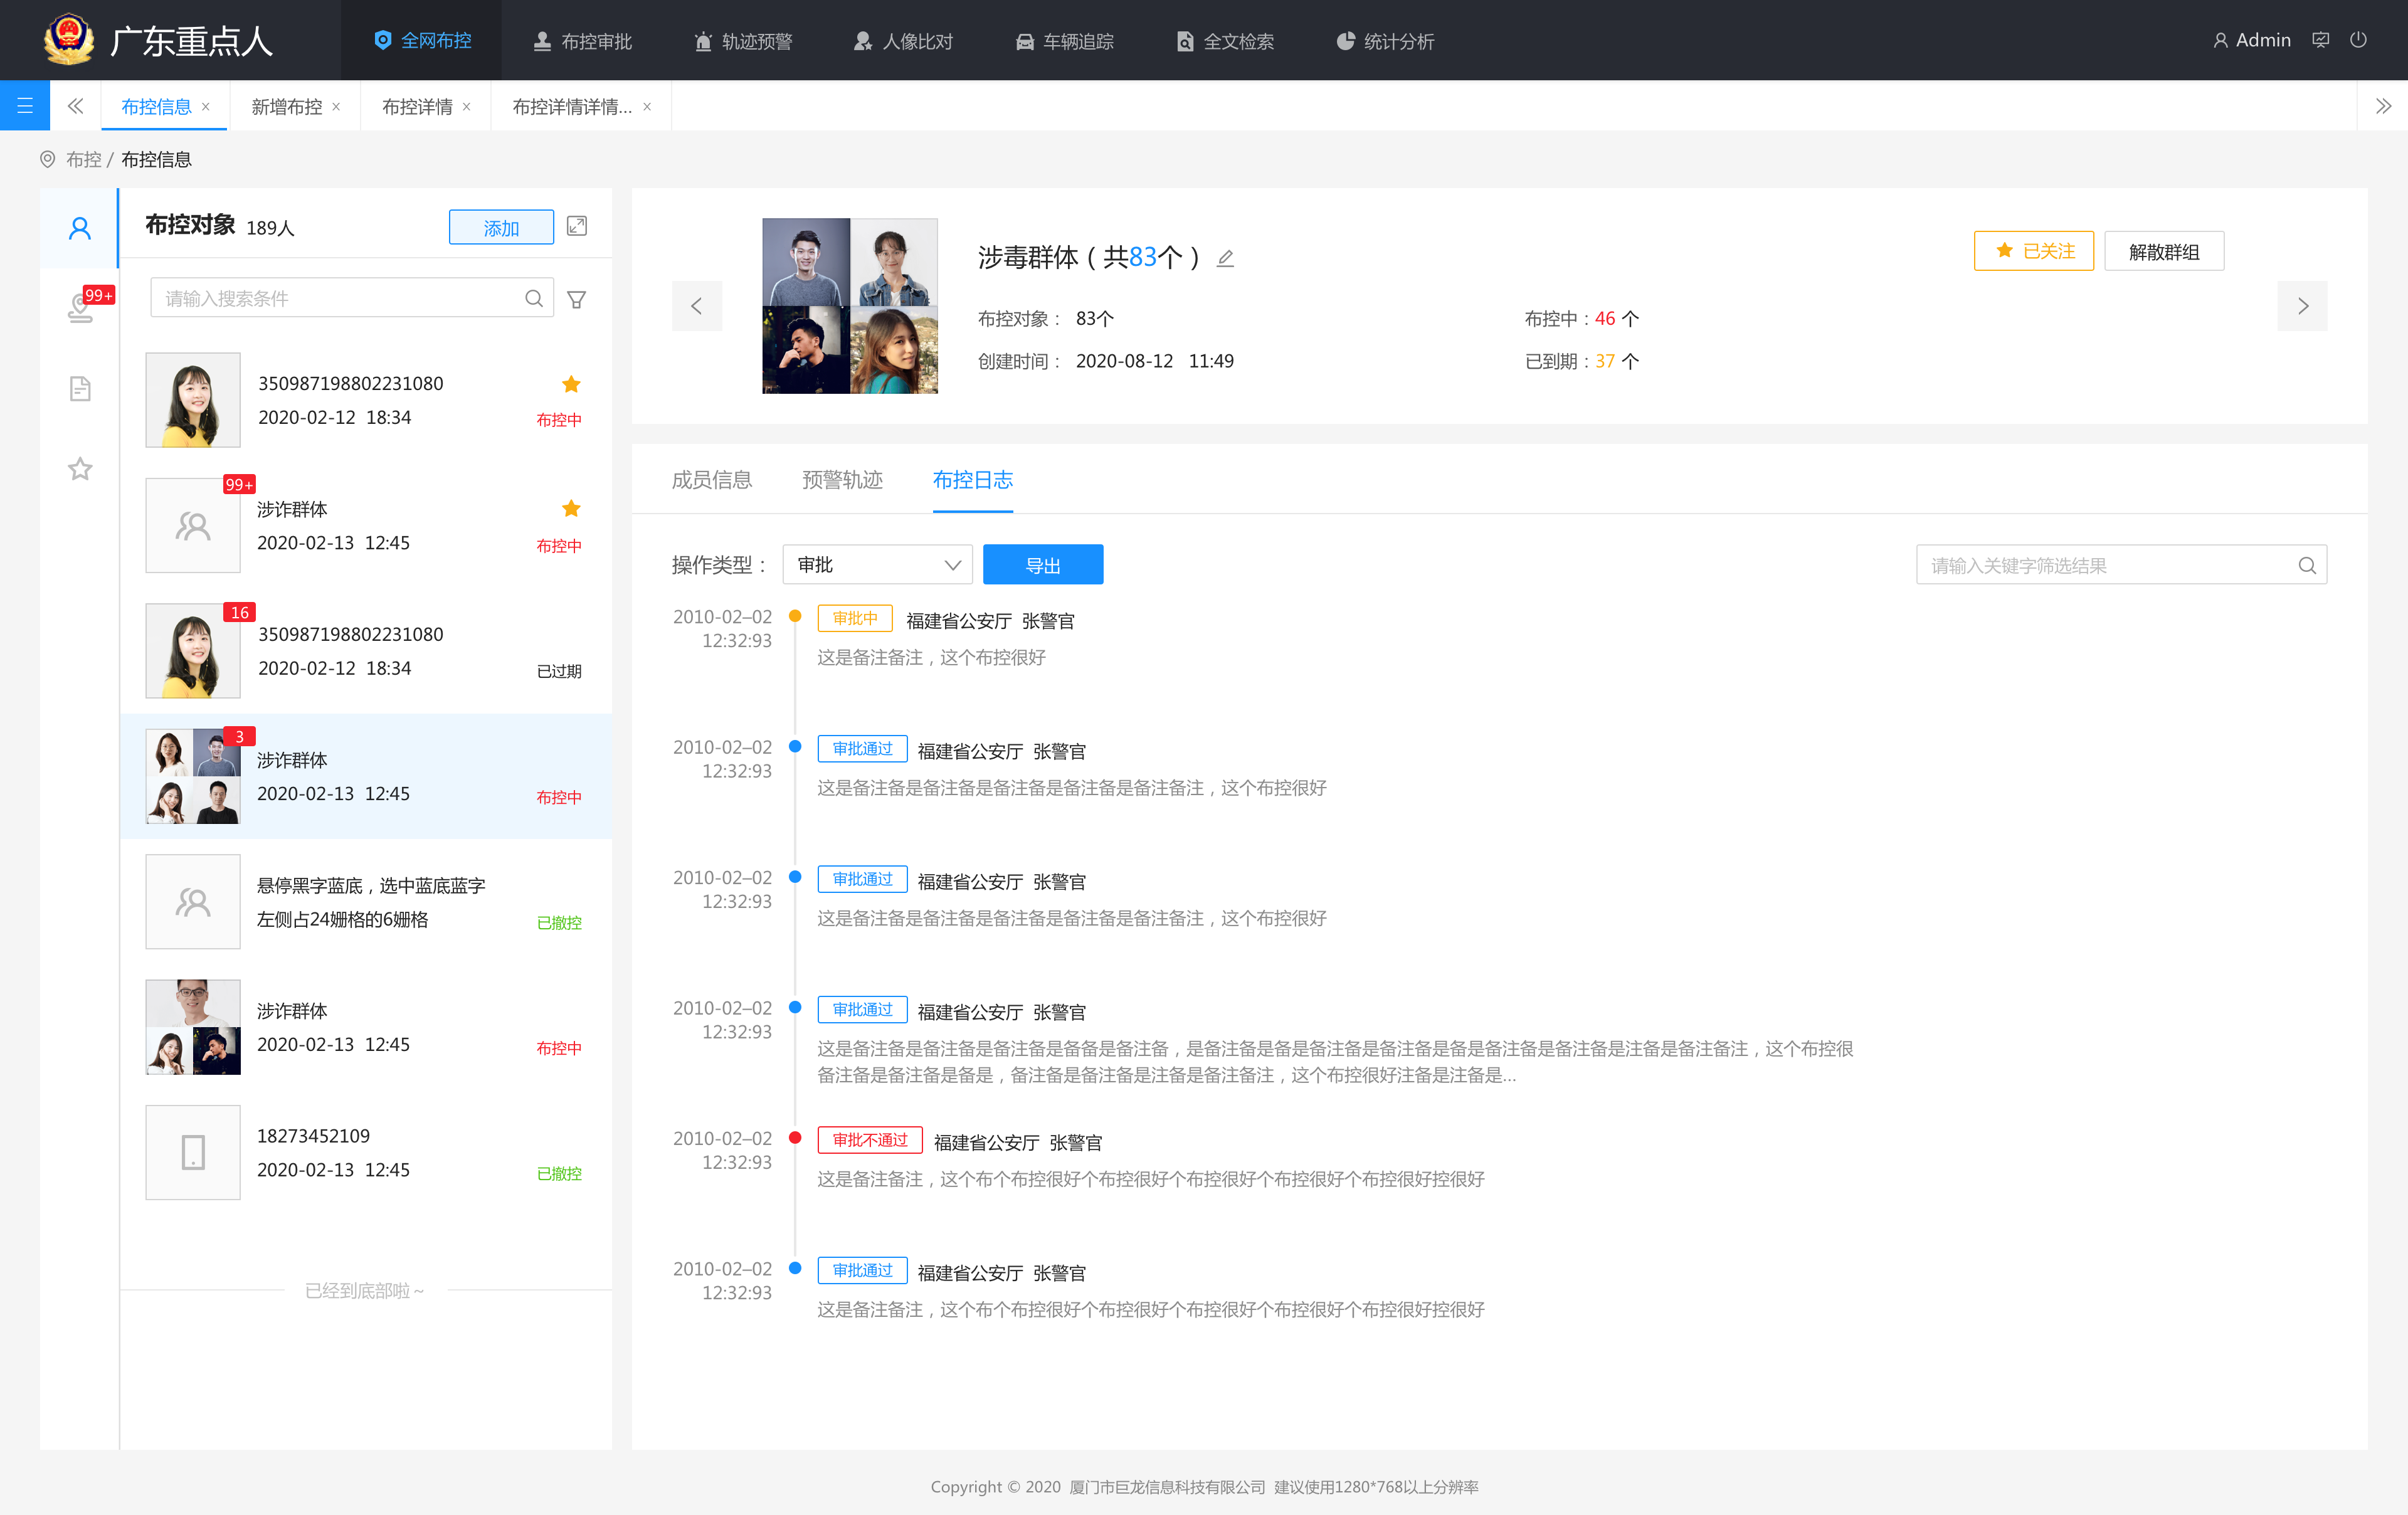 广东重点人
全网布控
布控审批
轨迹预警
人像比对
车辆追踪
全文检索
统计分析
Admin
布控信息 ×
新增布控 ×
布控详情 ×
布控详情详情... ×
布控 / 布控信息
99+
布控对象 189人
添加
请输入搜索条件
350987198802231080
2020-02-12 18:34
布控中
99+
涉诈群体
2020-02-13 12:45
布控中
16
350987198802231080
2020-02-12 18:34
已过期
3
涉诈群体
2020-02-13 12:45
布控中
悬停黑字蓝底，选中蓝底蓝字
左侧占24姗格的6姗格
已撤控
涉诈群体
2020-02-13 12:45
布控中
18273452109
2020-02-13 12:45
已撤控
已经到底部啦～
涉毒群体（共83个）
已关注
解散群组
布控对象： 83个
布控中：46 个
创建时间： 2020-08-12 11:49
已到期：37 个
成员信息
预警轨迹
布控日志
操作类型：
审批
导出
请输入关键字筛选结果
2010-02-02
12:32:93
审批中 福建省公安厅 张警官
这是备注备注，这个布控很好
2010-02-02
12:32:93
审批通过 福建省公安厅 张警官
这是备注备是备注备是备注备是备注备是备注备注，这个布控很好
2010-02-02
12:32:93
审批通过 福建省公安厅 张警官
这是备注备是备注备是备注备是备注备是备注备注，这个布控很好
2010-02-02
12:32:93
审批通过 福建省公安厅 张警官
这是备注备是备注备是备注备是备备是备注备，是备注备是备是备注备是备注备是备是备注备是备注备是注备是备注备注，这个布控很
备注备是备注备是备是，备注备是备注备是注备是备注备注，这个布控很好注备是注备是...
2010-02-02
12:32:93
审批不通过 福建省公安厅 张警官
这是备注备注，这个布个布控很好个布控很好个布控很好个布控很好个布控很好控很好
2010-02-02
12:32:93
审批通过 福建省公安厅 张警官
这是备注备注，这个布个布控很好个布控很好个布控很好个布控很好个布控很好控很好
Copyright © 2020 厦门市巨龙信息科技有限公司 建议使用1280*768以上分辨率